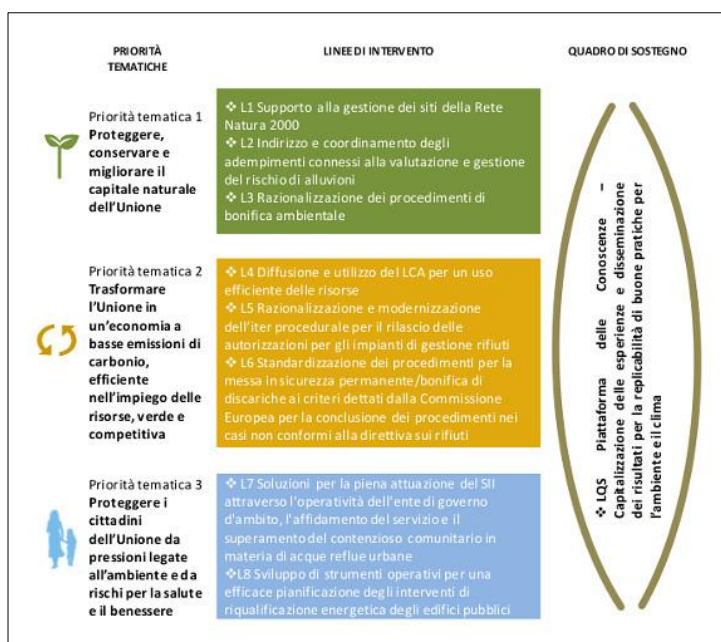 PRIORITÀ
TEMATICHE
LINEE DI INTERVENTO
QUADRO DI SOSTEGNO
Priorità tematica 1
Proteggere,
conservare e
migliorare il
capitale naturale
dell'Unione
❖ L1 Supporto alla gestione dei siti della Rete
Natura 2000
❖ L2 Indirizzo e coordinamento degli
adempimenti connessi alla valutazione e gestione
del rischio di alluvioni
❖ L3 Razionalizzazione dei procedimenti di
bonifica ambientale
Priorità tematica 2
Trasformare
l'Unione in
un'economia a
basse emissioni di
carbonio,
efficiente
nell'impiego delle
risorse, verde e
competitiva
❖ L4 Diffusione e utilizzo del LCA per un uso
efficiente delle risorse
❖ L5 Razionalizzazione e modernizzazione
dell'iter procedurale per il rilascio delle
autorizzazioni per gli impianti di gestione rifiuti
❖ L6 Standardizzazione dei procedimenti per la
messa in sicurezza permanente/bonifica di
discariche ai criteri dettati dalla Commissione
Europea per la conclusione dei procedimenti nei
casi non conformi alla direttiva sui rifiuti
Priorità tematica 3
Proteggere i
cittadini
dell'Unione da
pressioni legate
all'ambiente e da
rischi per la salute
e il benessere
❖ L7 Soluzioni per la piena attuazione del SII
attraverso l'operatività dell'ente di governo
d'ambito, l'affidamento del servizio e il
superamento del contenzioso comunitario in
materia di acque reflue urbane
❖ L8 Sviluppo di strumenti operativi per una
efficace pianificazione degli interventi di
riqualificazione energetica degli edifici pubblici
❖ LQS Piattaforma delle Conoscenze –
Capitalizzazione delle esperienze e disseminazione
dei risultati per la replicabilità di buone pratiche per
l'ambiente e il clima